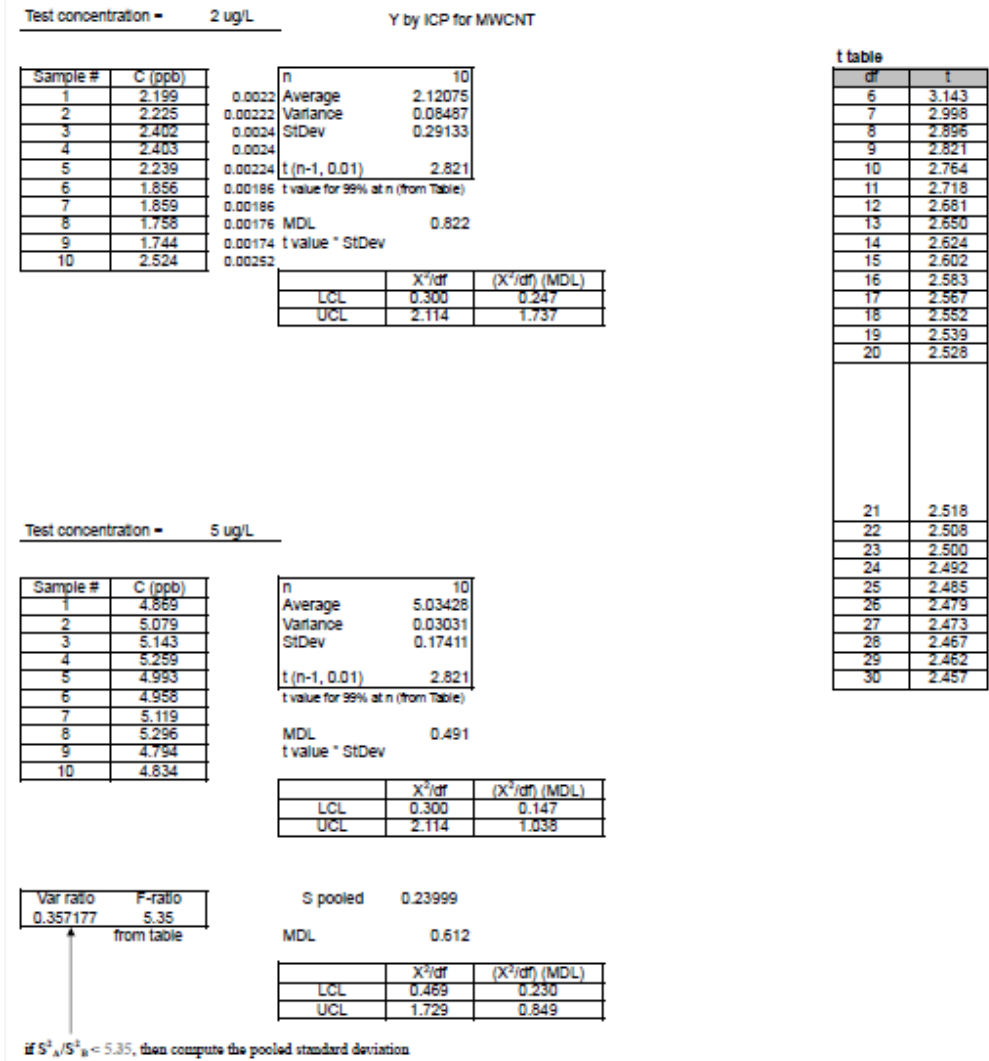 Test concentration = 2 ug/L
Y by ICP for MWCNT
Sample # C (ppb)
1 2.199 0.0022
2 2.225 0.00222
3 2.402 0.0024
4 2.403 0.0024
5 2.239 0.00224
6 1.856 0.00186
7 1.859 0.00186
8 1.758 0.00176
9 1.744 0.00174
10 2.524 0.00252
n 10
Average 2.12075
Variance 0.08487
StDev 0.29133
t (n-1, 0.01) 2.821
t value for 99% at n (from Table)
MDL 0.822
t value * StDev
X²/df (X²/df) (MDL)
LCL 0.300 0.247
UCL 2.114 1.737
t table
df t
6 3.143
7 2.998
8 2.896
9 2.821
10 2.764
11 2.718
12 2.681
13 2.650
14 2.624
15 2.602
16 2.583
17 2.567
18 2.552
19 2.539
20 2.528
21 2.518
22 2.508
23 2.500
24 2.492
25 2.485
26 2.479
27 2.473
28 2.467
29 2.462
30 2.457
Test concentration = 5 ug/L
Sample # C (ppb)
1 4.869
2 5.079
3 5.143
4 5.259
5 4.993
6 4.958
7 5.119
8 5.296
9 4.794
10 4.834
n 10
Average 5.03428
Variance 0.03031
StDev 0.17411
t (n-1, 0.01) 2.821
t value for 99% at n (from Table)
MDL 0.491
t value * StDev
X²/df (X²/df) (MDL)
LCL 0.300 0.147
UCL 2.114 1.038
Var ratio F-ratio
0.357177 5.35
from table
S pooled 0.23999
MDL 0.612
X²/df (X²/df) (MDL)
LCL 0.469 0.230
UCL 1.729 0.849
if S²A/S²B < 5.35, then compute the pooled standard deviation